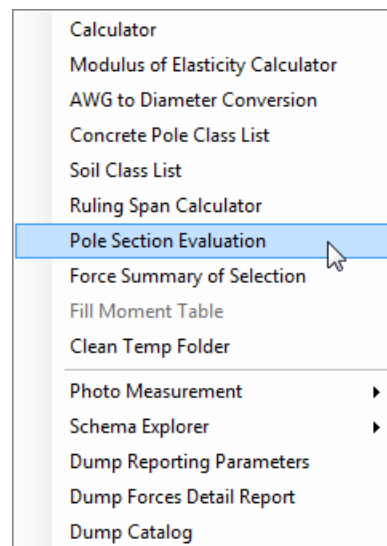 Calculator
Modulus of Elasticity Calculator
AWG to Diameter Conversion
Concrete Pole Class List
Soil Class List
Ruling Span Calculator
Pole Section Evaluation
Force Summary of Selection
Fill Moment Table
Clean Temp Folder
Photo Measurement
Schema Explorer
Dump Reporting Parameters
Dump Forces Detail Report
Dump Catalog